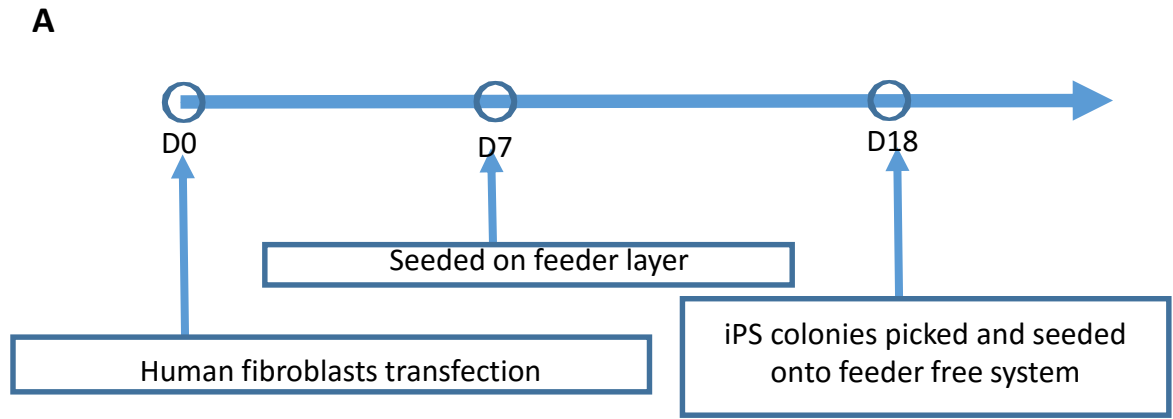 A
D0
D7
D18
Seeded on feeder layer
Human fibroblasts transfection
iPS colonies picked and seeded
onto feeder free system